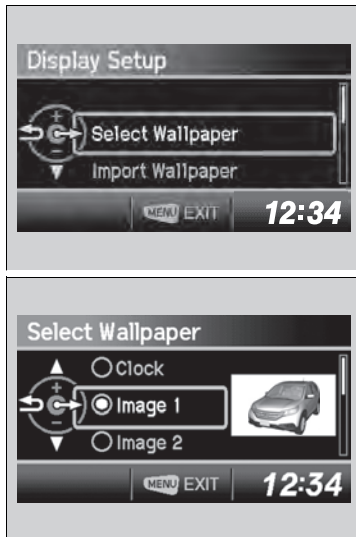 Display Setup
+
Select Wallpaper
Import Wallpaper
MENU EXIT 12:34
Select Wallpaper
Clock
+
Image 1
−
Image 2
MENU EXIT 12:34